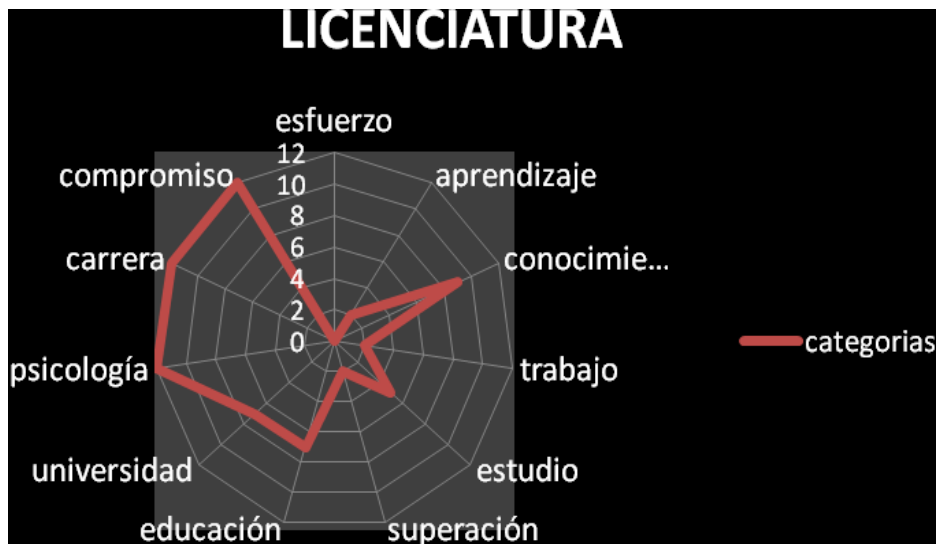 LICENCIATURA
esfuerzo
12
compromiso
aprendizaje
10
8
carrera
6
conocimie...
4
2
categorias
0
psicología
trabajo
universidad
estudio
educación
superación